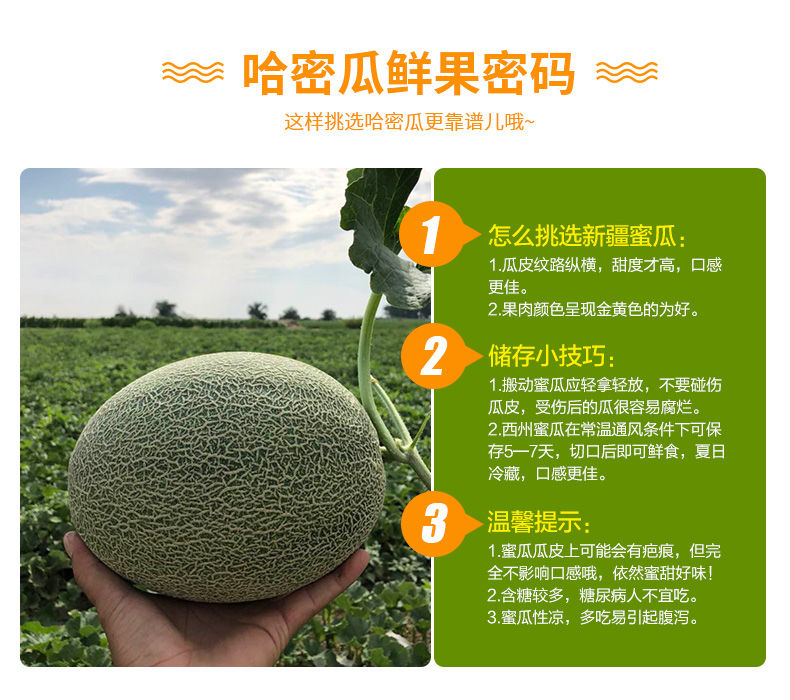 哈密瓜鲜果密码
这样挑选哈密瓜更靠谱儿哦~
1
怎么挑选新疆蜜瓜：
1.瓜皮纹路纵横，甜度才高，口感
更佳。
2.果肉颜色呈现金黄色的为好。
2
储存小技巧：
1.搬动蜜瓜应轻拿轻放，不要碰伤
瓜皮，受伤后的瓜很容易腐烂。
2.西州蜜瓜在常温通风条件下可保
存5—7天，切口后即可鲜食，夏日
冷藏，口感更佳。
3
温馨提示：
1.蜜瓜瓜皮上可能会有疤痕，但完
全不影响口感哦，依然蜜甜好味！
2.含糖较多，糖尿病人不宜吃。
3.蜜瓜性凉，多吃易引起腹泻。